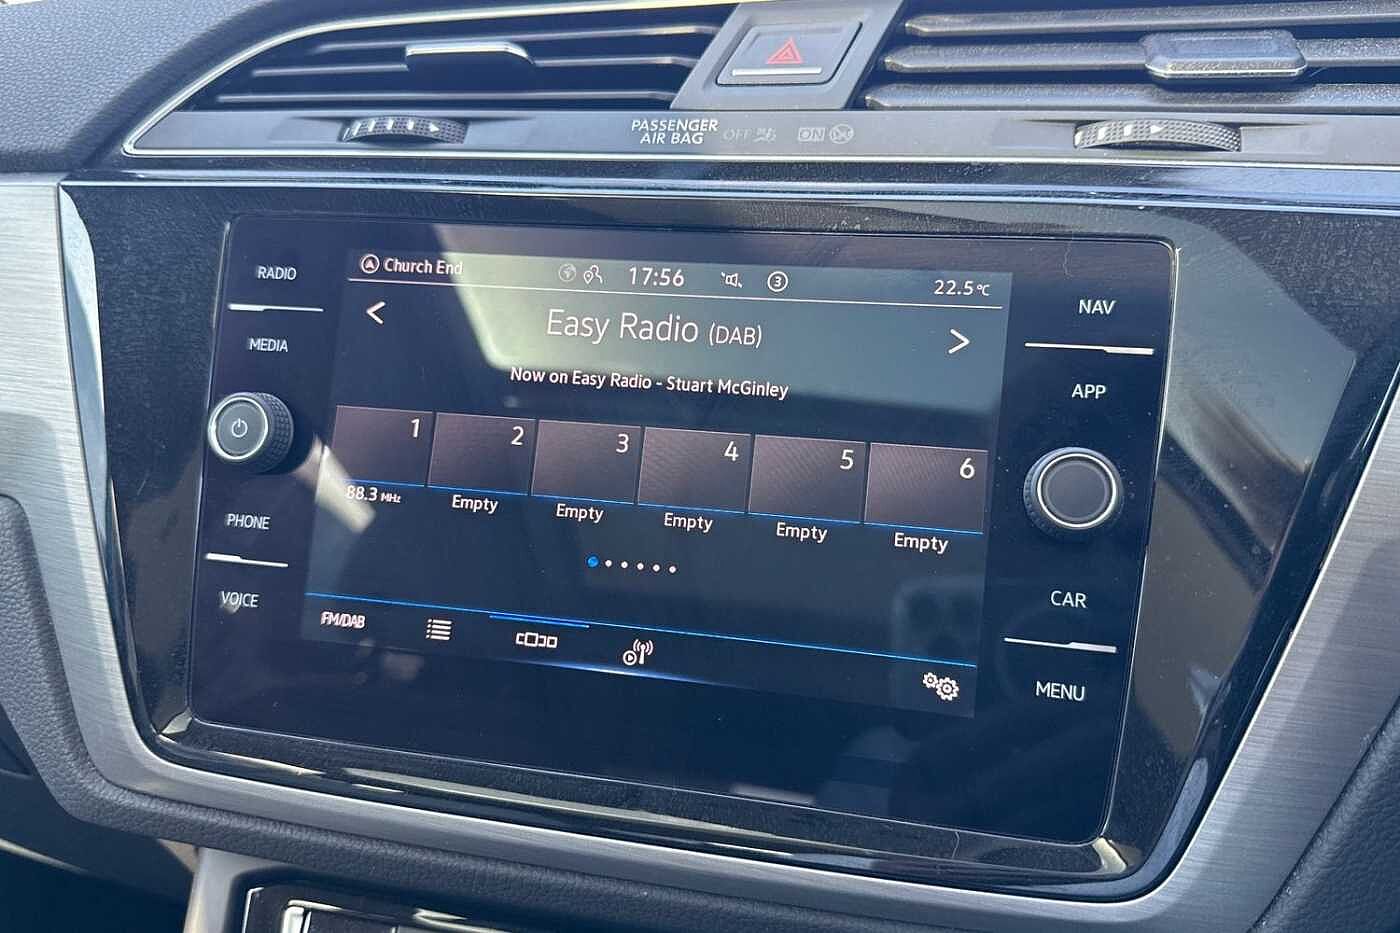 PASSENGER
AIR BAG OFF ON
RADIO
MEDIA
PHONE
VOICE
Church End 17:56 3 22.5°C
< Easy Radio (DAB) >
Now on Easy Radio - Stuart McGinley
1 2 3 4 5 6
88.3 MHz Empty Empty Empty Empty Empty
FM/DAB
NAV
APP
CAR
MENU